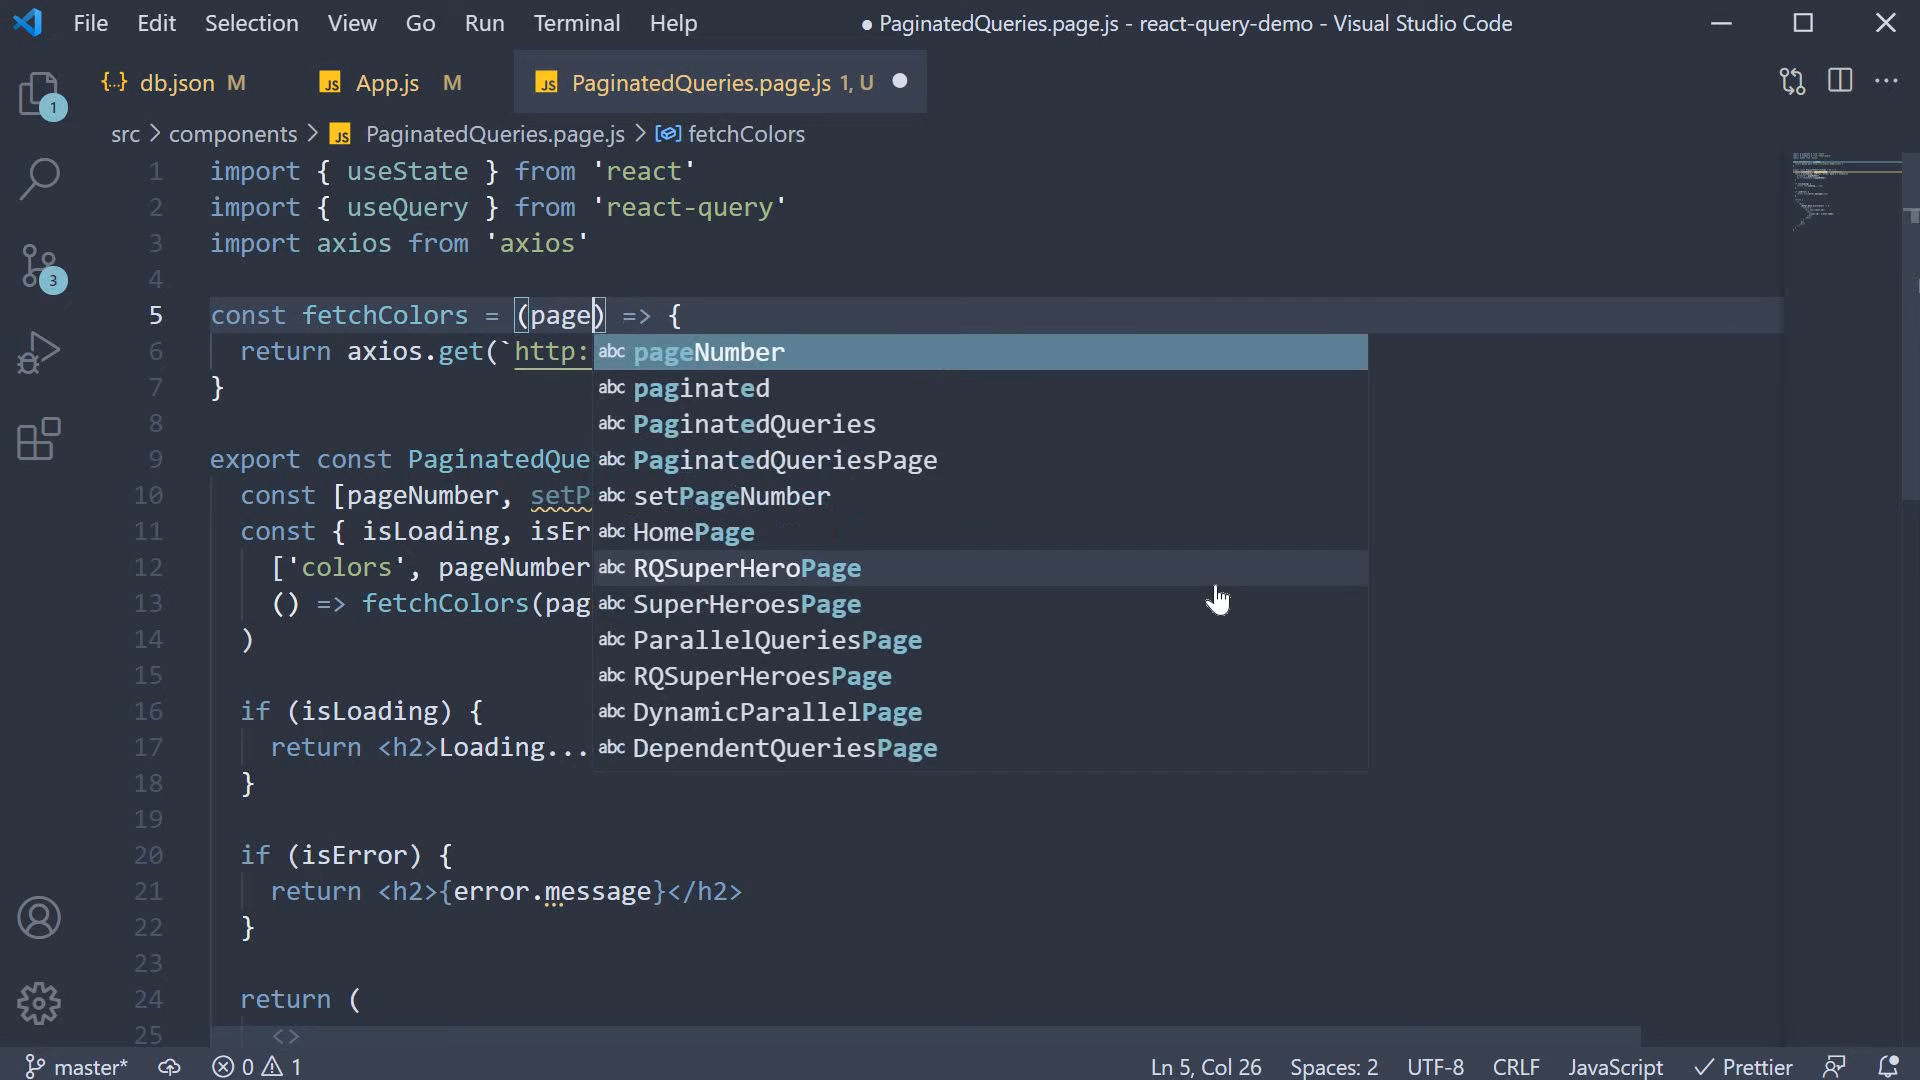 File Edit Selection View Go Run Terminal Help ● PaginatedQueries.page.js - react-query-demo - Visual Studio Code
{} db.json M JS App.js M JS PaginatedQueries.page.js 1, U
src > components > JS PaginatedQueries.page.js > fetchColors
1 import { useState } from 'react'
2 import { useQuery } from 'react-query'
3 import axios from 'axios'
4
5 const fetchColors = (page) => {
6 return axios.get(`http:
7 }
8
9 export const PaginatedQue
10 const [pageNumber, setP
11 const { isLoading, isEr
12 ['colors', pageNumber
13 () => fetchColors(pag
14 )
15
16 if (isLoading) {
17 return <h2>Loading...
18 }
19
20 if (isError) {
21 return <h2>{error.message}</h2>
22 }
23
24 return (
25 <>
abc pageNumber
abc paginated
abc PaginatedQueries
abc PaginatedQueriesPage
abc setPageNumber
abc HomePage
abc RQSuperHeroPage
abc SuperHeroesPage
abc ParallelQueriesPage
abc RQSuperHeroesPage
abc DynamicParallelPage
abc DependentQueriesPage
1
3
master* 0 1 Ln 5, Col 26 Spaces: 2 UTF-8 CRLF JavaScript ✓ Prettier